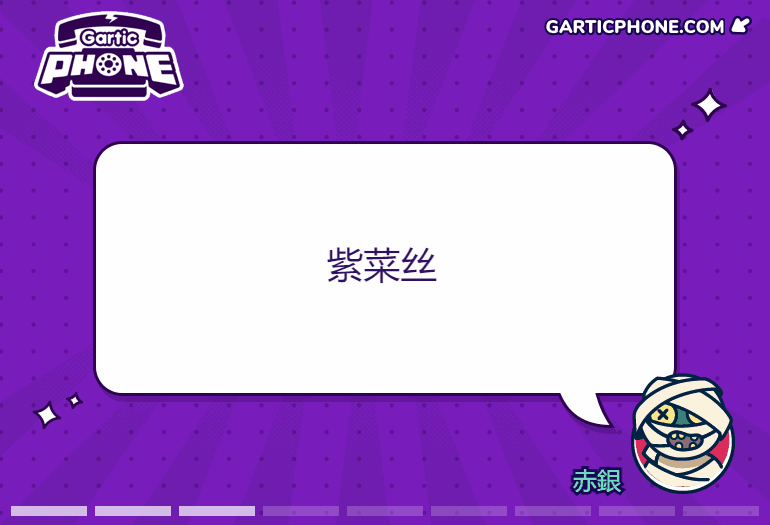 Gartic
PHONE
GARTICPHONE.COM
紫菜丝
赤銀